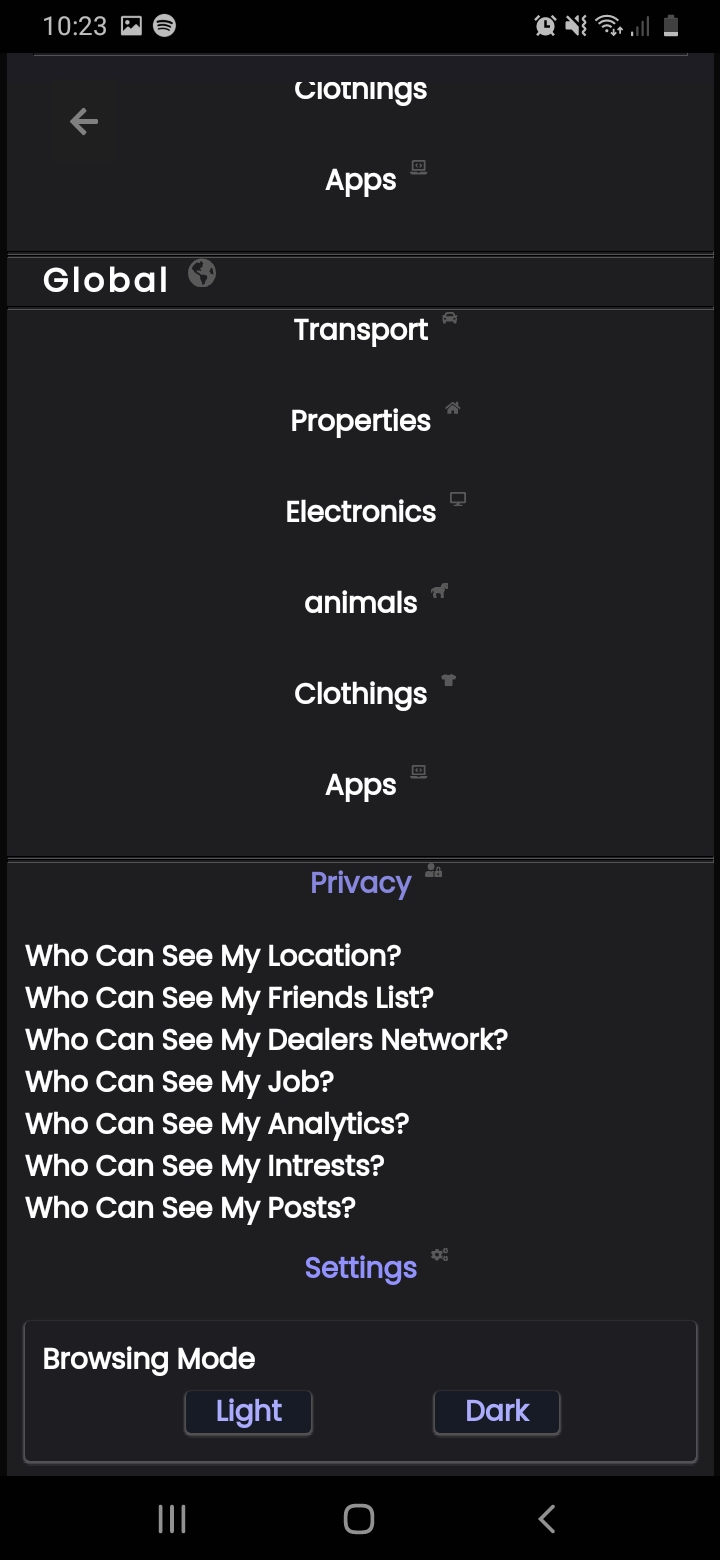 10:23
Clothings
Apps
Global
Transport
Properties
Electronics
animals
Clothings
Apps
Privacy
Who Can See My Location?
Who Can See My Friends List?
Who Can See My Dealers Network?
Who Can See My Job?
Who Can See My Analytics?
Who Can See My Intrests?
Who Can See My Posts?
Settings
Browsing Mode
Light Dark